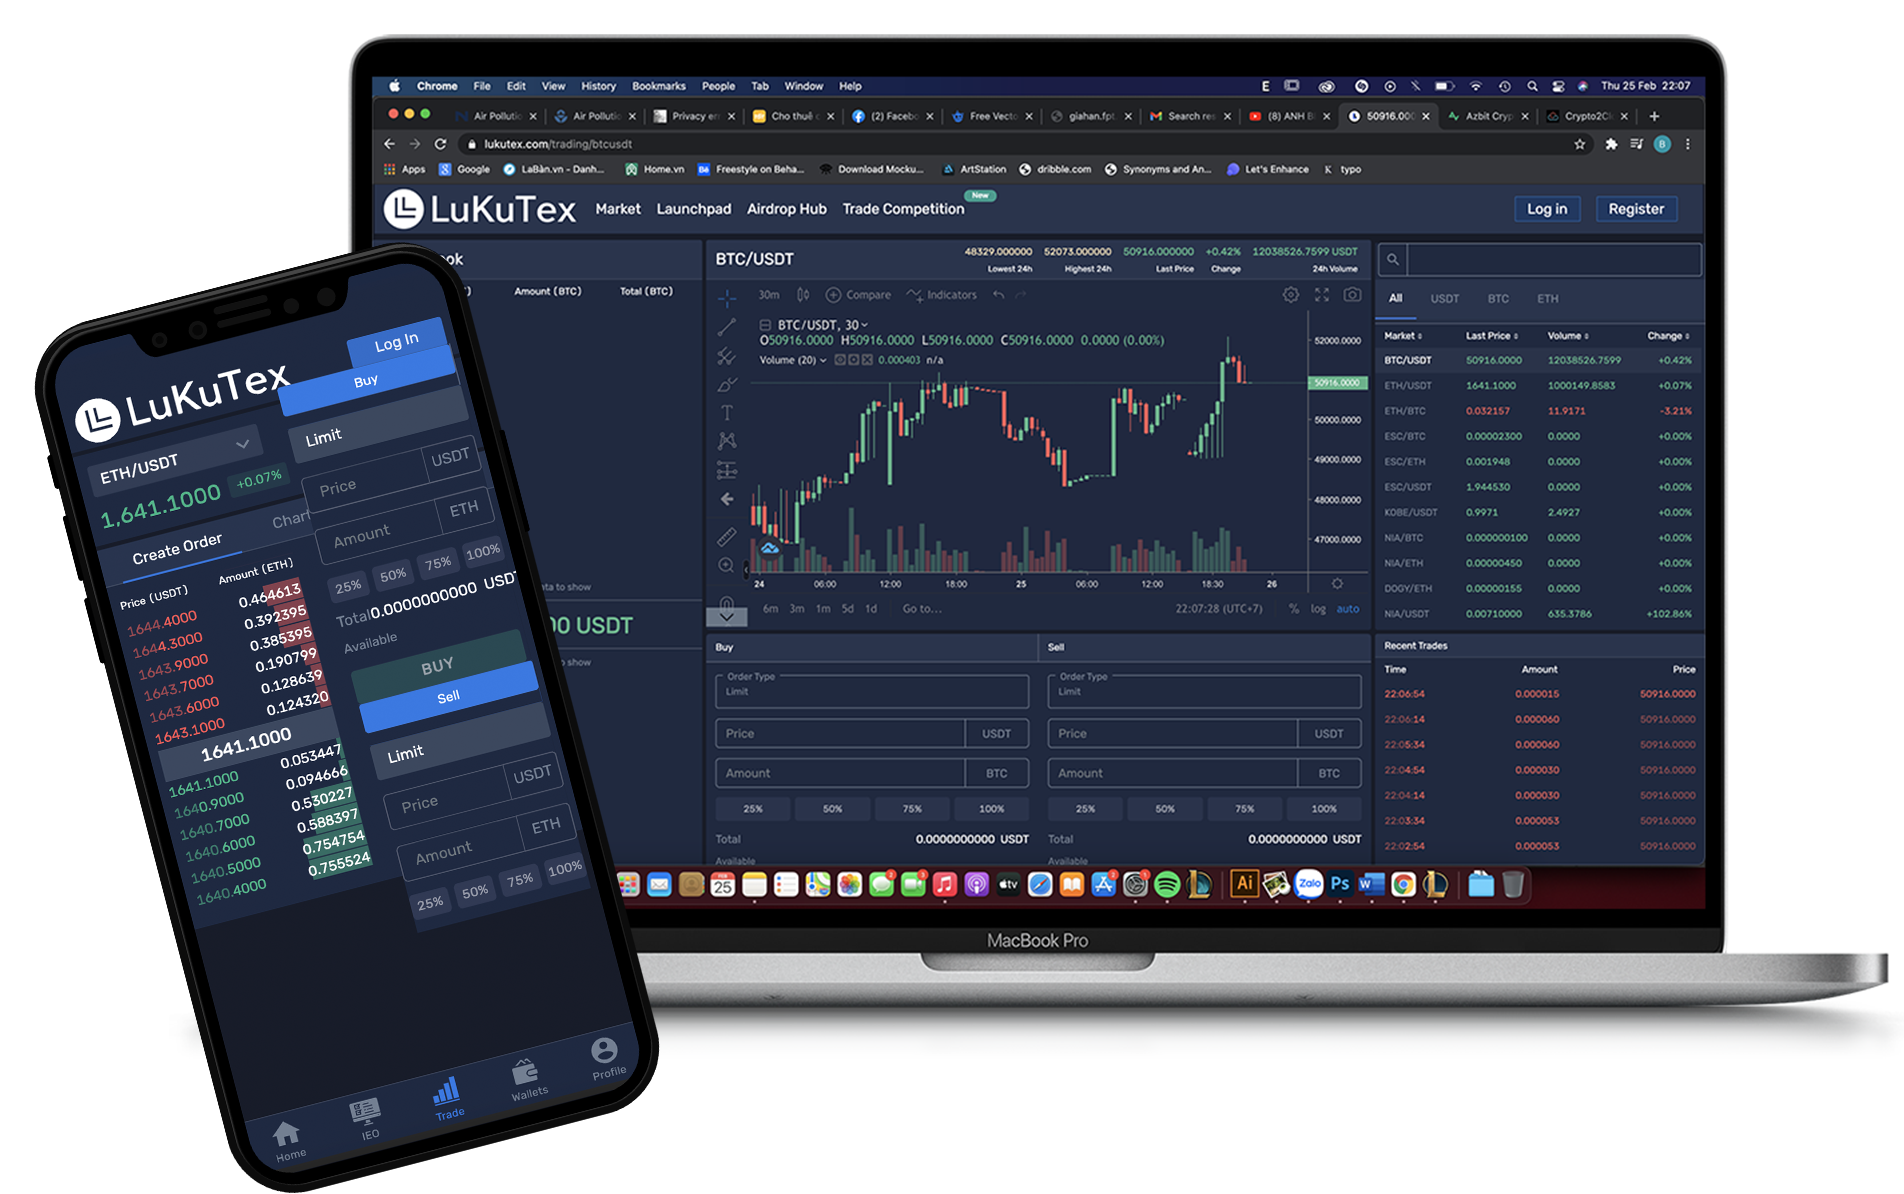 Chrome File Edit View History Bookmarks People Tab Window Help
E Thu 25 Feb 22:07
Air Pollutio
Air Pollutio
Privacy err
Cho thuê c
(2) Facebo
Free Vecto
giahan.fpt.
Search res
(8) ANH B
50916.000
Azbit Cryp
Crypto2Cl
lukutex.com/trading/btcusdt
B
Apps Google LaBàn.vn - Danh... Home.vn Freestyle on Beha... Download Mocku... ArtStation dribble.com Synonyms and An... Let's Enhance typo
LuKuTex Market Launchpad Airdrop Hub Trade Competition New
Log in Register
ok
Amount (BTC) Total (BTC)
ata to show
00 USDT
o show
BTC/USDT
48329.000000 52073.000000 50916.000000 +0.42% 12038526.7599 USDT
Lowest 24h Highest 24h Last Price Change 24h Volume
30m Compare Indicators
BTC/USDT, 30
O50916.0000 H50916.0000 L50916.0000 C50916.0000 0.0000 (0.00%)
Volume (20) 0.000403 n/a
52000.0000
50916.0000
50000.0000
49000.0000
48000.0000
47000.0000
24 06:00 12:00 18:00 25 06:00 12:00 18:30 26
6m 3m 1m 5d 1d Go to... 22:07:28 (UTC+7) % log auto
Buy Sell
Order Type Order Type
Limit Limit
Price USDT Price USDT
Amount BTC Amount BTC
25% 50% 75% 100% 25% 50% 75% 100%
Total 0.0000000000 USDT Total 0.0000000000 USDT
Available Available
All USDT BTC ETH
Market Last Price Volume Change
BTC/USDT 50916.0000 12038526.7599 +0.42%
ETH/USDT 1641.1000 1000149.8583 +0.07%
ETH/BTC 0.032157 11.9171 -3.21%
ESC/BTC 0.00002300 0.0000 +0.00%
ESC/ETH 0.001948 0.0000 +0.00%
ESC/USDT 1.944530 0.0000 +0.00%
KOBE/USDT 0.9971 2.4927 +0.00%
NIA/BTC 0.000000100 0.0000 +0.00%
NIA/ETH 0.00000450 0.0000 +0.00%
DOGY/ETH 0.00000155 0.0000 +0.00%
NIA/USDT 0.00710000 635.3786 +102.86%
Recent Trades
Time Amount Price
22:06:54 0.000015 50916.0000
22:06:14 0.000060 50916.0000
22:05:34 0.000060 50916.0000
22:04:54 0.000030 50916.0000
22:04:14 0.000030 50916.0000
22:03:34 0.000053 50916.0000
22:02:54 0.000053 50916.0000
FEB
25
tv
Ai
Zalo
Ps
W
MacBook Pro
LuKuTex
Log In
ETH/USDT
1,641.1000 +0.07%
Create Order Chart
Price (USDT) Amount (ETH)
1644.4000 0.464613
1644.3000 0.392395
1643.9000 0.385395
1643.7000 0.190799
1643.6000 0.128639
1643.1000 0.124320
1641.1000
1641.1000 0.053447
1640.9000 0.094666
1640.7000 0.530227
1640.6000 0.588397
1640.5000 0.754754
1640.4000 0.755524
Buy
Limit
Price USDT
Amount ETH
25% 50% 75% 100%
Total 0.0000000000 USDT
Available
BUY
Sell
Limit
Price USDT
Amount ETH
25% 50% 75% 100%
Home IEO Trade Wallets Profile